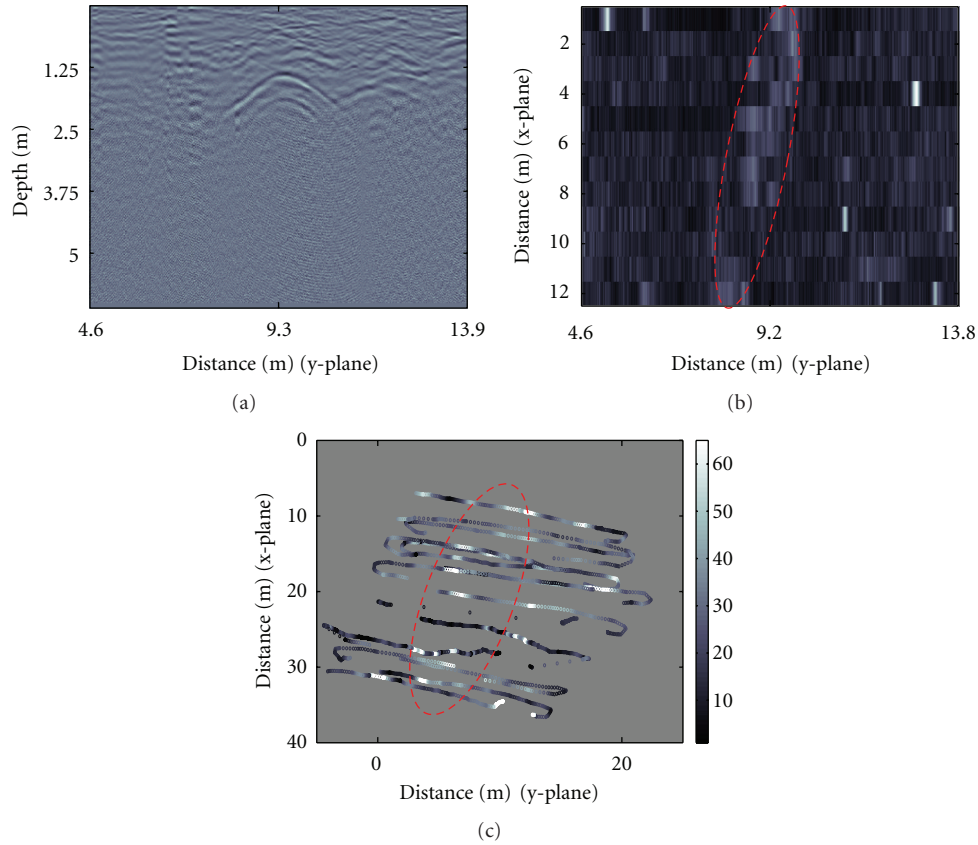 1.25
2.5
3.75
5
Depth (m)
4.6 9.3 13.9
Distance (m) (y-plane)
(a)
2
4
6
8
10
12
Distance (m) (x-plane)
4.6 9.2 13.8
Distance (m) (y-plane)
(b)
0
10
20
30
40
Distance (m) (x-plane)
0 20
Distance (m) (y-plane)
60
50
40
30
20
10
(c)